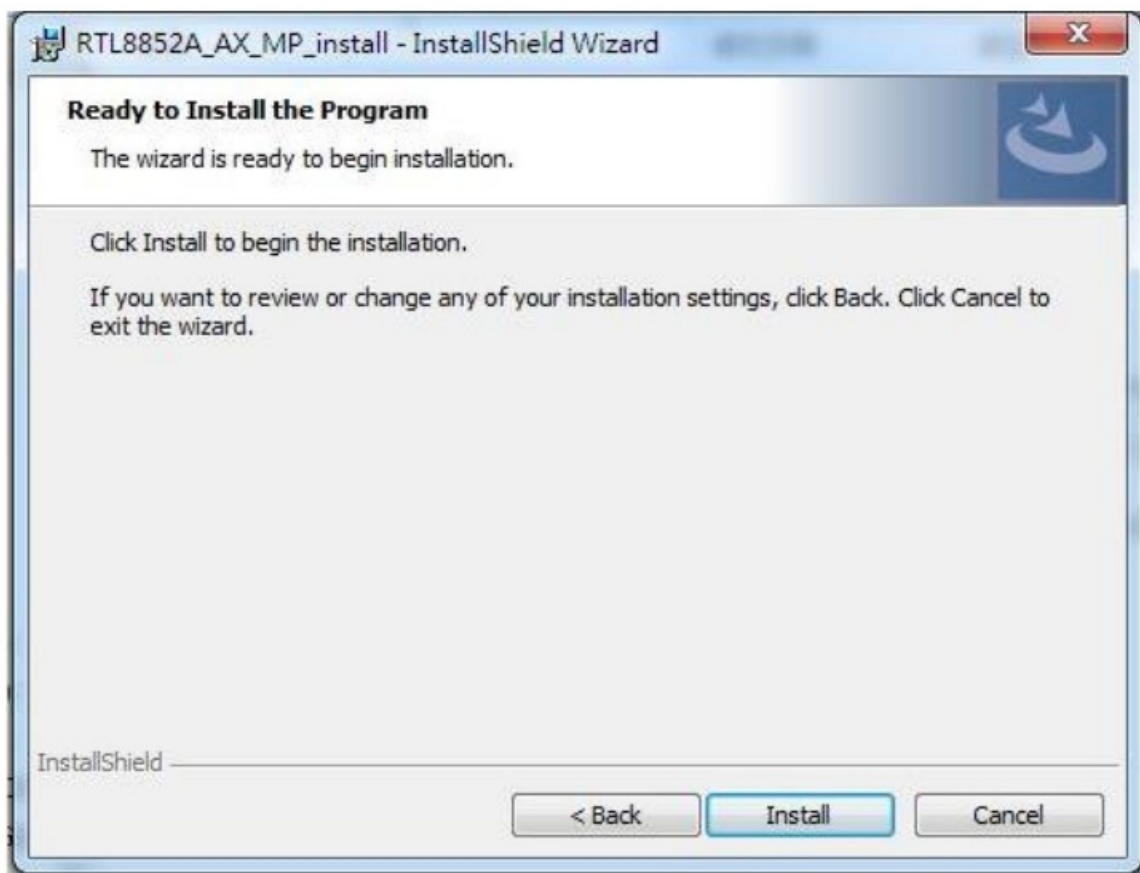 RTL8852A_AX_MP_install - InstallShield Wizard
Ready to Install the Program
The wizard is ready to begin installation.
Click Install to begin the installation.
If you want to review or change any of your installation settings, click Back. Click Cancel to
exit the wizard.
InstallShield
< Back
Install
Cancel